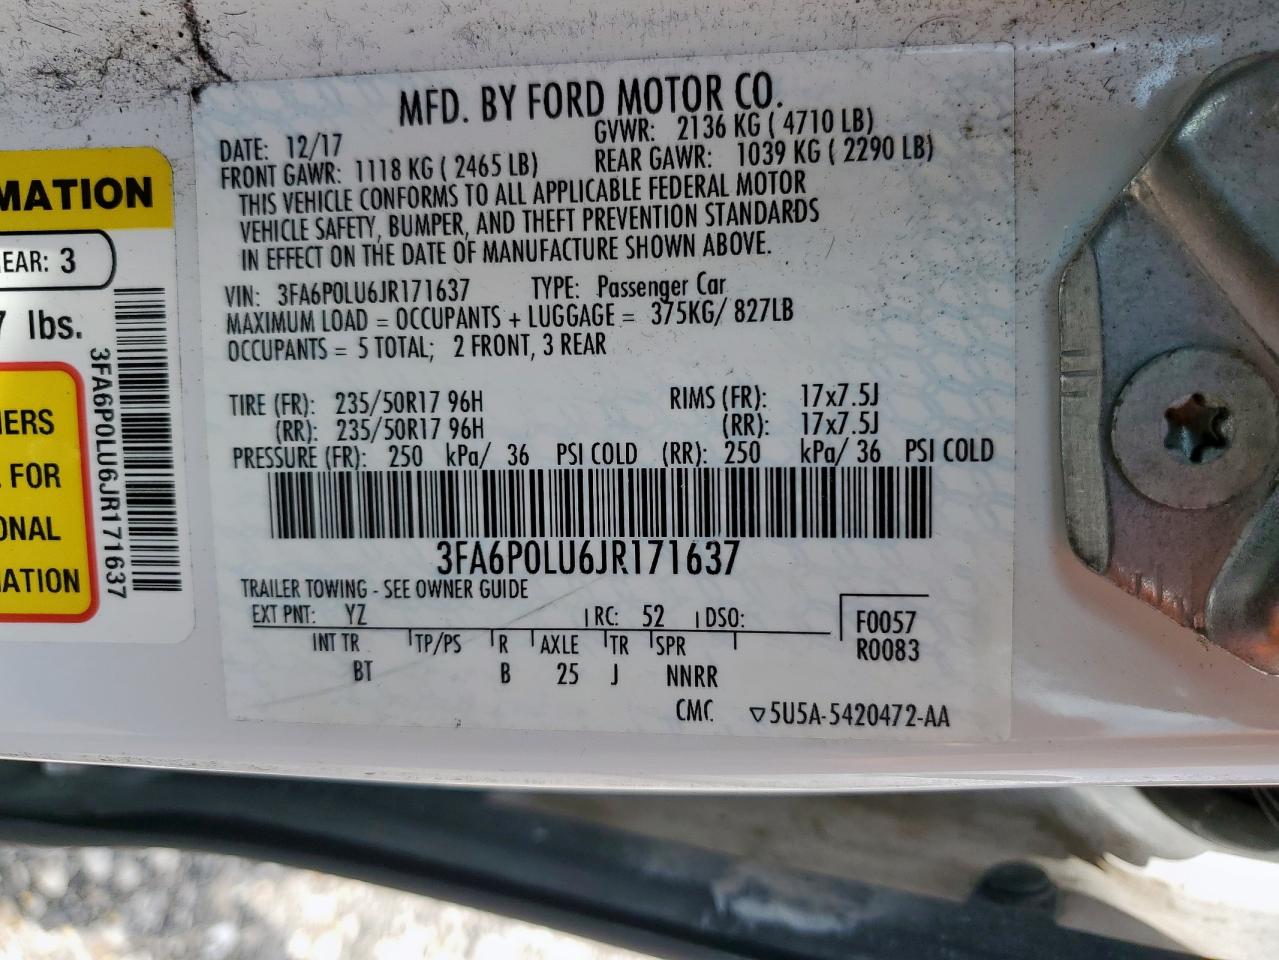 MATION
EAR: 3
7 lbs.
ERS
FOR
ONAL
MATION
3FA6P0LU6JR171637
MFD. BY FORD MOTOR CO.
DATE: 12/17 GVWR: 2136 KG ( 4710 LB)
FRONT GAWR: 1118 KG ( 2465 LB) REAR GAWR: 1039 KG ( 2290 LB)
THIS VEHICLE CONFORMS TO ALL APPLICABLE FEDERAL MOTOR
VEHICLE SAFETY, BUMPER, AND THEFT PREVENTION STANDARDS
IN EFFECT ON THE DATE OF MANUFACTURE SHOWN ABOVE.
VIN: 3FA6P0LU6JR171637 TYPE: Passenger Car
MAXIMUM LOAD = OCCUPANTS + LUGGAGE = 375KG/ 827LB
OCCUPANTS = 5 TOTAL; 2 FRONT, 3 REAR
TIRE (FR): 235/50R17 96H RIMS (FR): 17x7.5J
(RR): 235/50R17 96H (RR): 17x7.5J
PRESSURE (FR): 250 kPa/ 36 PSI COLD (RR): 250 kPa/ 36 PSI COLD
3FA6P0LU6JR171637
TRAILER TOWING - SEE OWNER GUIDE
EXT PNT: YZ RC: 52 DSO: F0057
INT TR TP/PS R AXLE TR SPR R0083
BT B 25 J NNRR
CMC ▽5U5A-5420472-AA